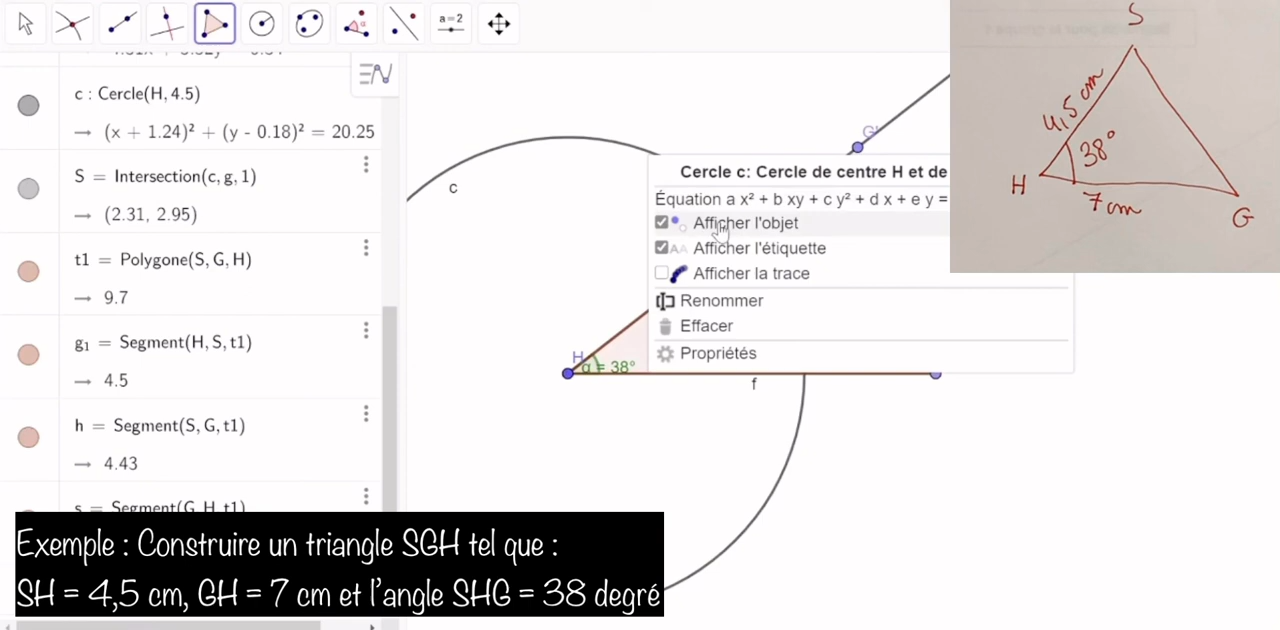 a=2
c : Cercle(H, 4.5)
→ (x + 1.24)² + (y - 0.18)² = 20.25
S = Intersection(c, g, 1)
→ (2.31, 2.95)
t1 = Polygone(S, G, H)
→ 9.7
g₁ = Segment(H, S, t1)
→ 4.5
h = Segment(S, G, t1)
→ 4.43
s = Segment(G, H, t1)
c
G'
Cercle c: Cercle de centre H et de
Équation a x² + b xy + c y² + d x + e y =
Afficher l'objet
AA Afficher l'étiquette
Afficher la trace
Renommer
Effacer
Propriétés
H
α = 38°
f
S
4,5 cm
38°
H
7 cm
G
Exemple : Construire un triangle SGH tel que :
SH = 4,5 cm, GH = 7 cm et l'angle SHG = 38 degré